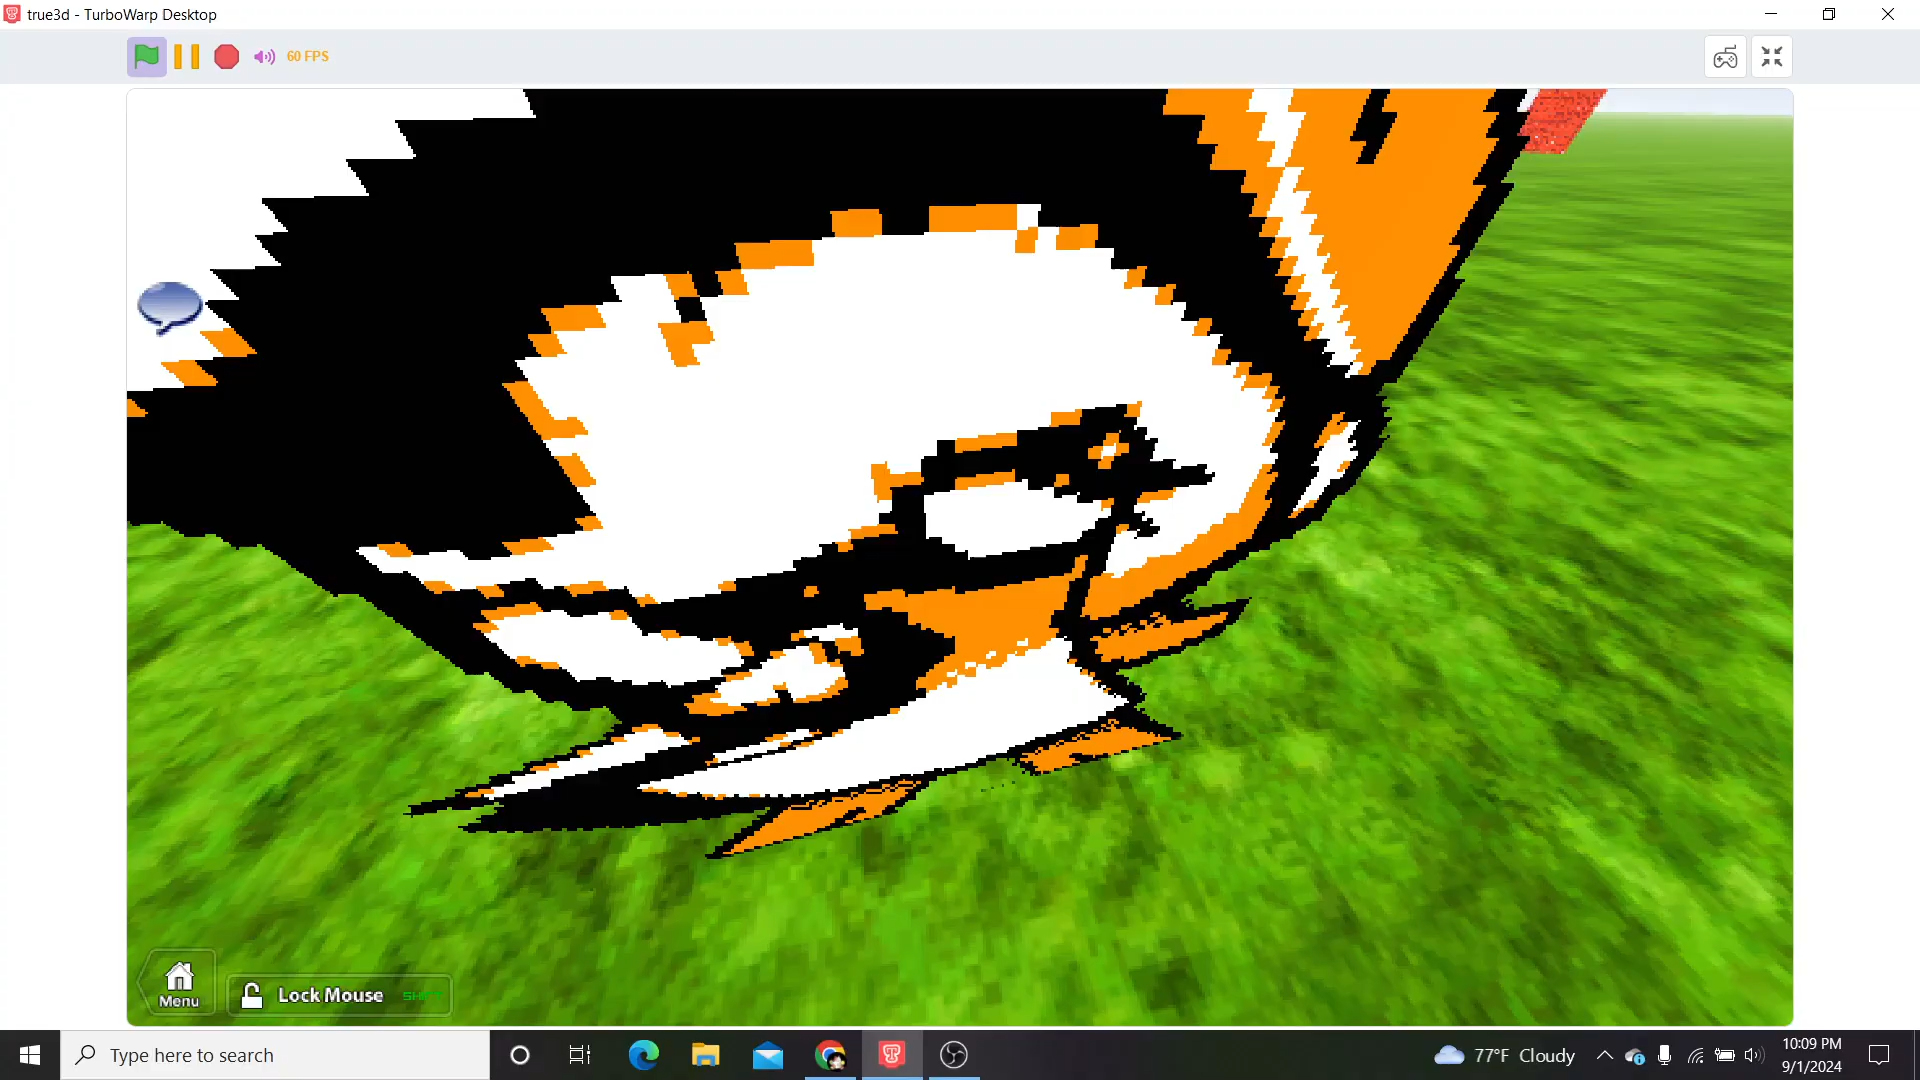 true3d - TurboWarp Desktop
60 FPS
Menu
Lock Mouse SHIFT
Type here to search
77°F Cloudy
10:09 PM
9/1/2024